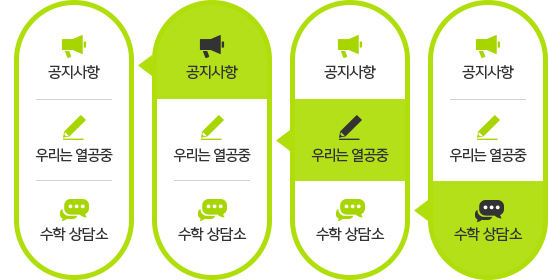 공지사항 공지사항 공지사항 공지사항
우리는 열공중 우리는 열공중 우리는 열공중 우리는 열공중
수학 상담소 수학 상담소 수학 상담소 수학 상담소